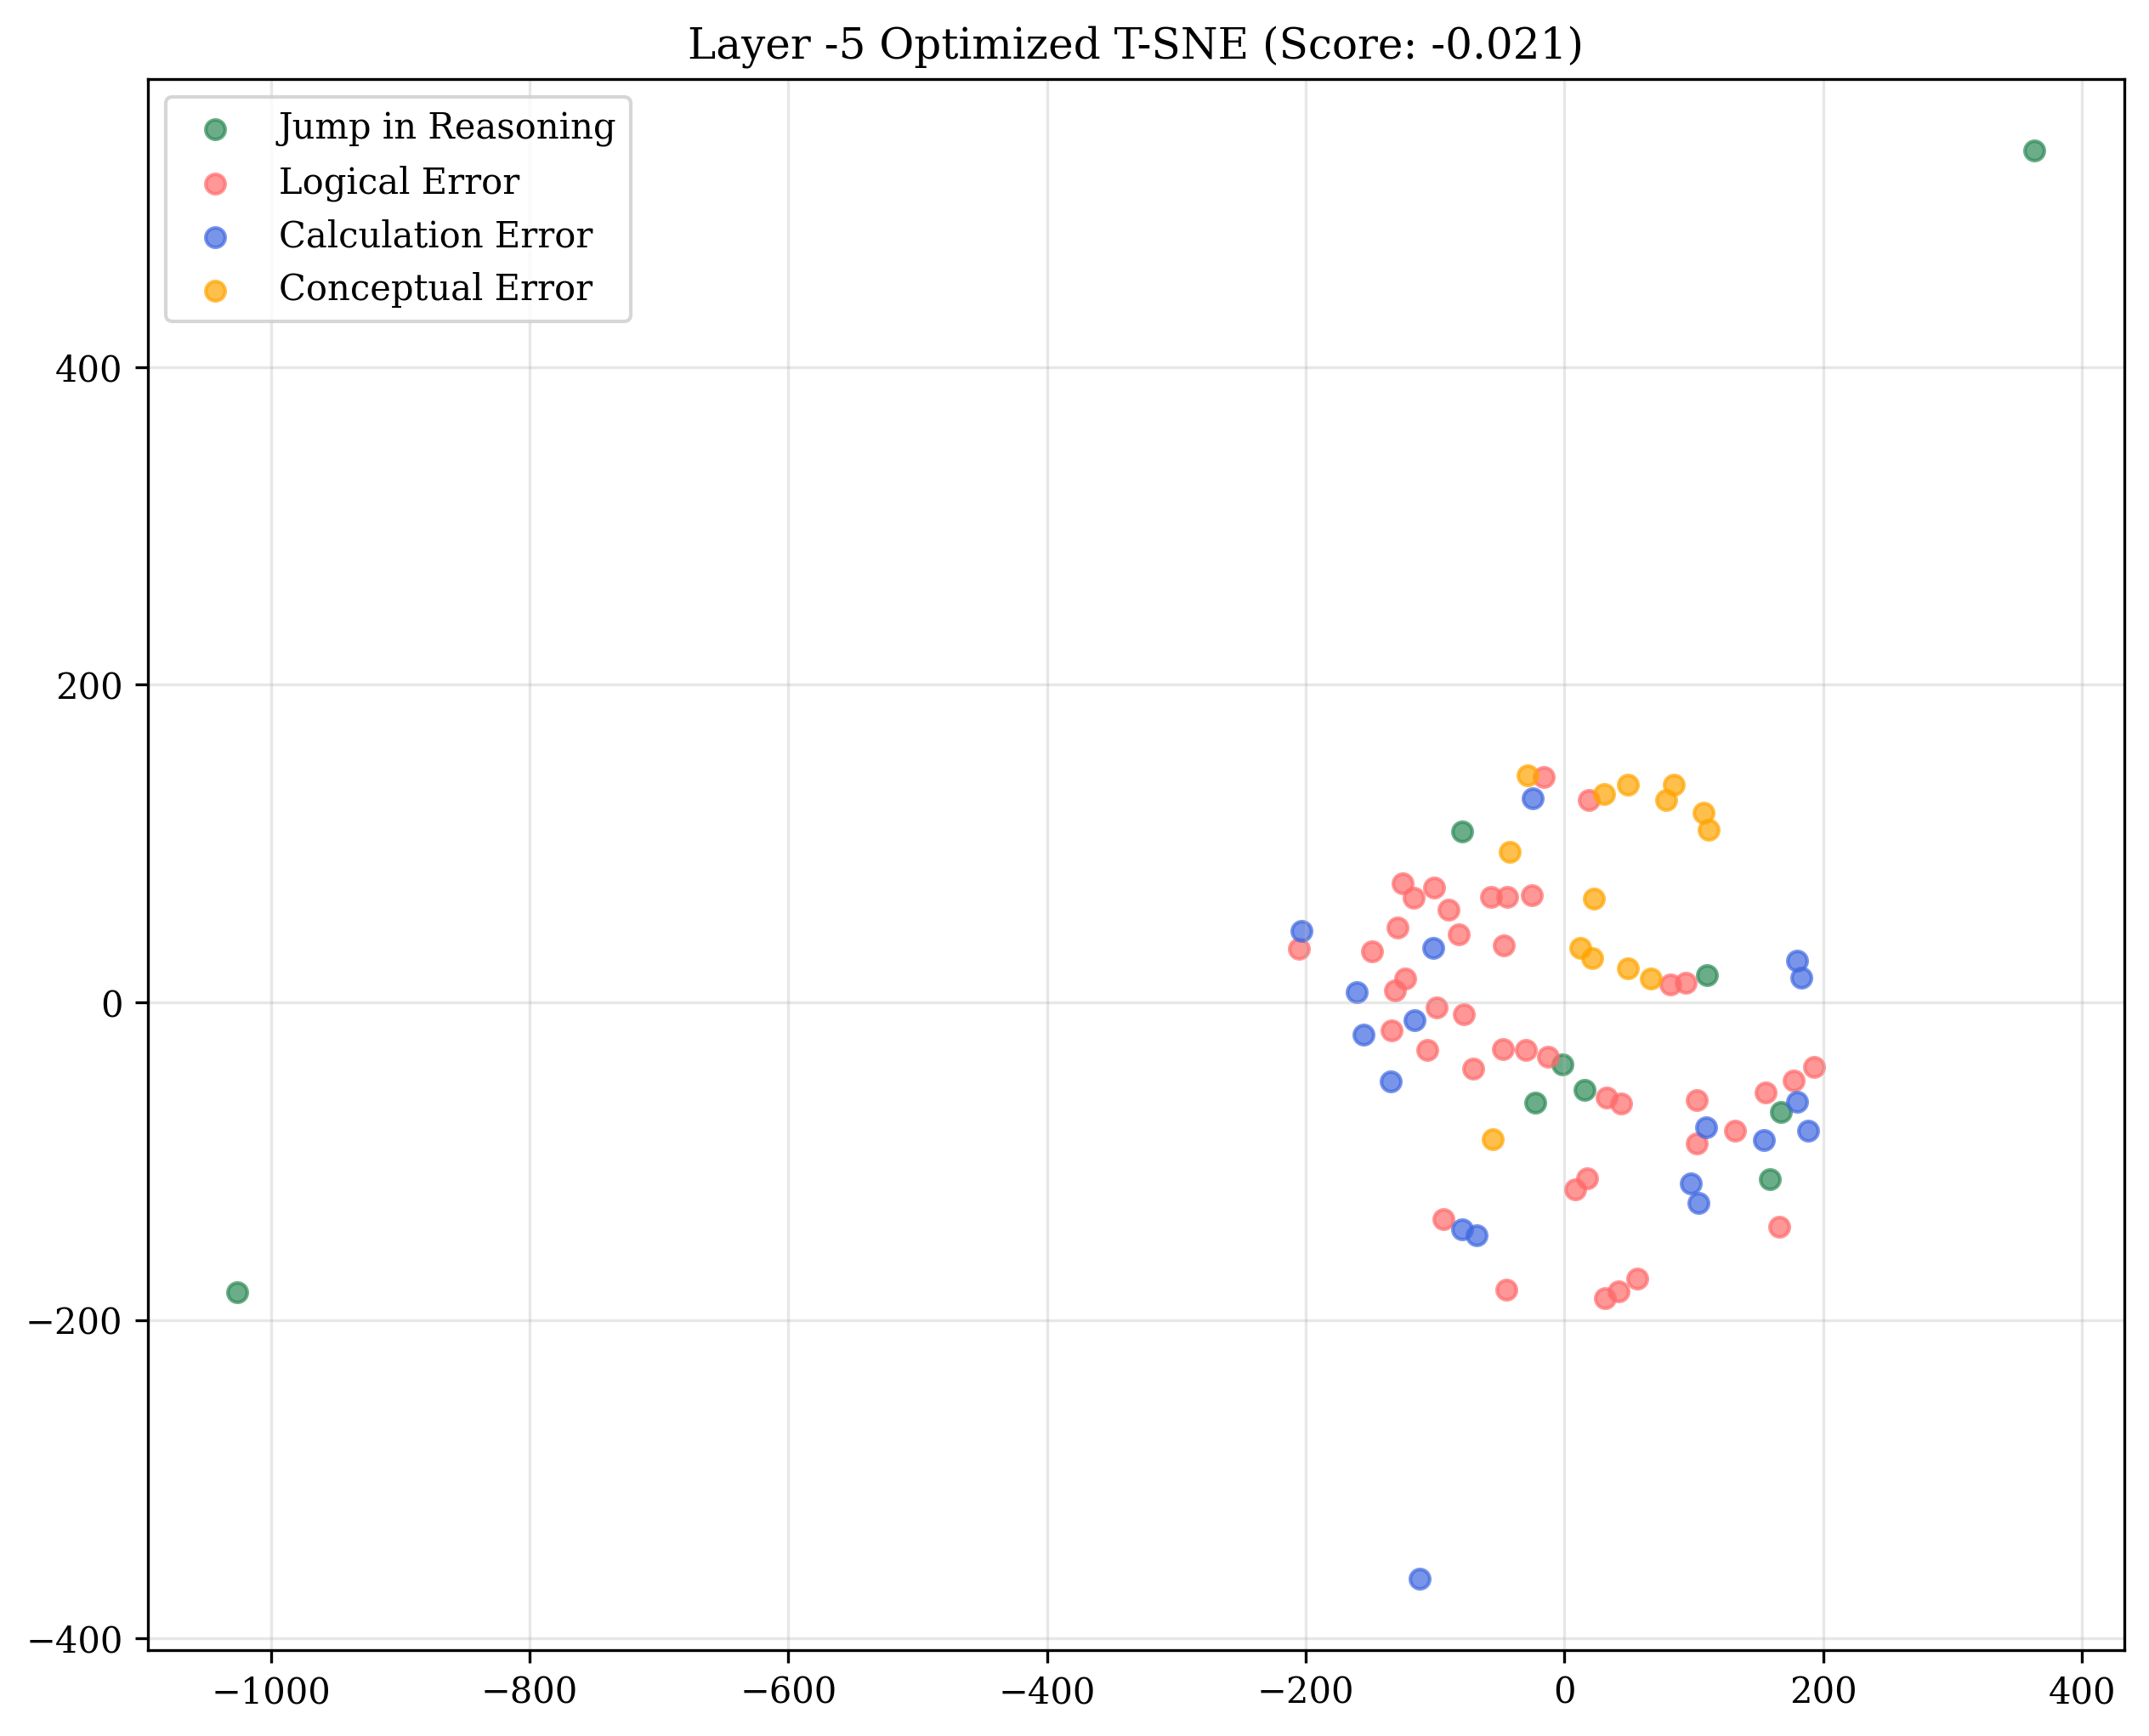 Layer -5 Optimized T-SNE (Score: -0.021)
Jump in Reasoning
Logical Error
Calculation Error
Conceptual Error
400
200
0
−200
−400
−1000 −800 −600 −400 −200 0 200 400